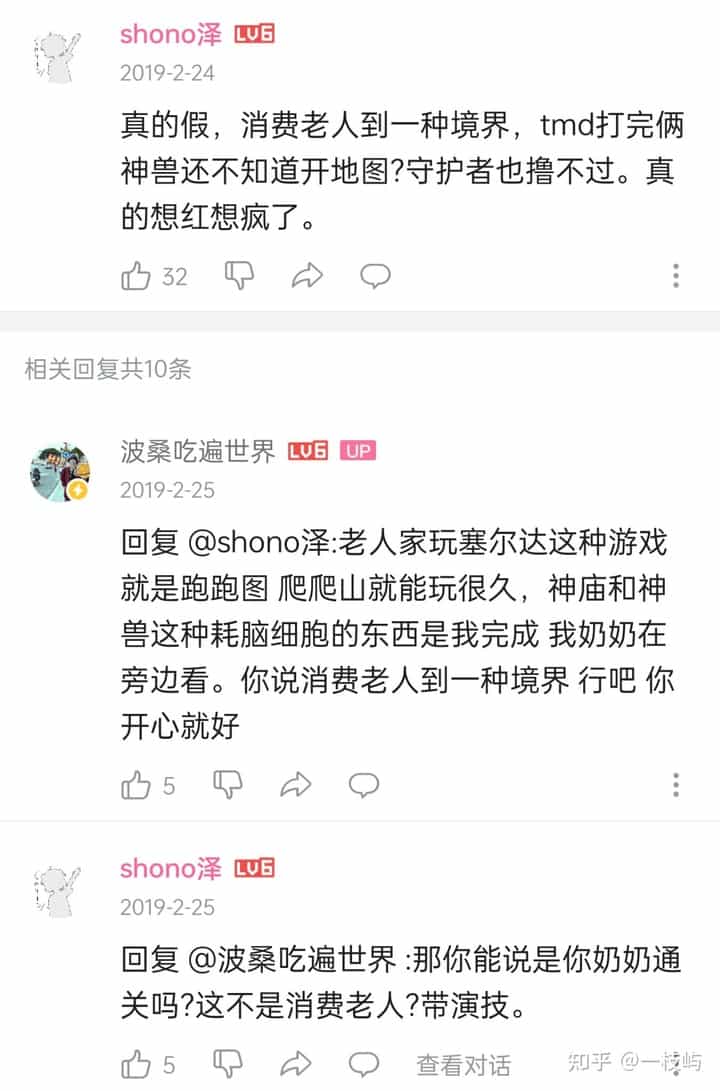 shono泽 LV6
2019-2-24
真的假，消费老人到一种境界，tmd打完俩
神兽还不知道开地图?守护者也撸不过。真
的想红想疯了。
32
相关回复共10条
波桑吃遍世界 LV6 UP
2019-2-25
回复 @shono泽:老人家玩塞尔达这种游戏
就是跑跑图 爬爬山就能玩很久，神庙和神
兽这种耗脑细胞的东西是我完成 我奶奶在
旁边看。你说消费老人到一种境界 行吧 你
开心就好
5
shono泽 LV6
2019-2-25
回复 @波桑吃遍世界 :那你能说是你奶奶通
关吗?这不是消费老人?带演技。
5 查看对话
知乎 @一枝屿